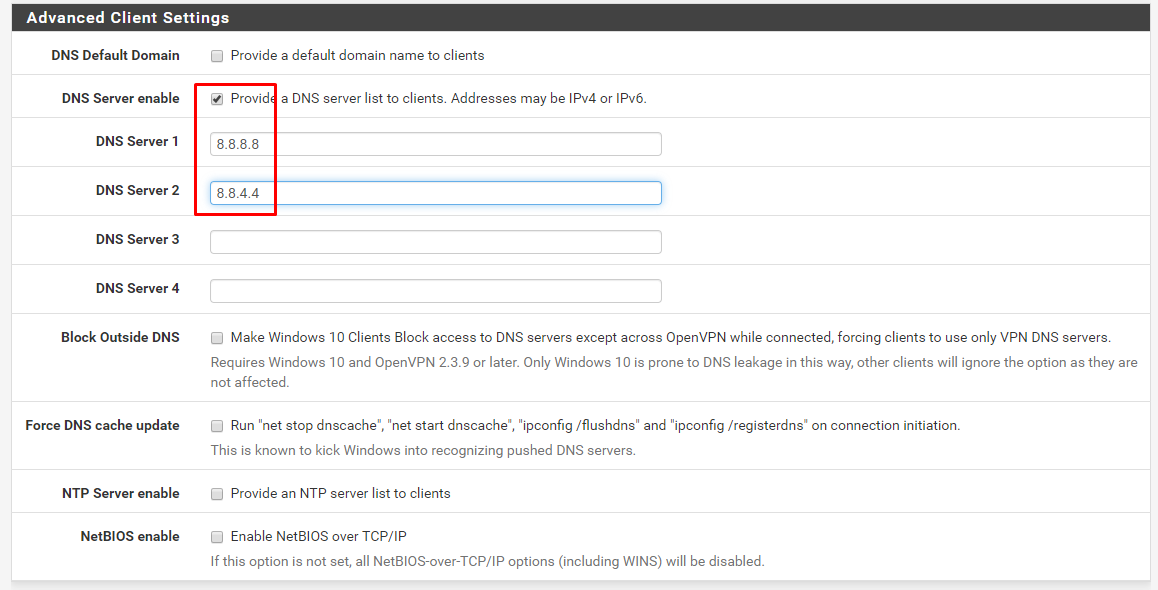 Advanced Client Settings
DNS Default Domain Provide a default domain name to clients
DNS Server enable Provide a DNS server list to clients. Addresses may be IPv4 or IPv6.
DNS Server 1 8.8.8.8
DNS Server 2 8.8.4.4
DNS Server 3
DNS Server 4
Block Outside DNS Make Windows 10 Clients Block access to DNS servers except across OpenVPN while connected, forcing clients to use only VPN DNS servers.
Requires Windows 10 and OpenVPN 2.3.9 or later. Only Windows 10 is prone to DNS leakage in this way, other clients will ignore the option as they are
not affected.
Force DNS cache update Run "net stop dnscache", "net start dnscache", "ipconfig /flushdns" and "ipconfig /registerdns" on connection initiation.
This is known to kick Windows into recognizing pushed DNS servers.
NTP Server enable Provide an NTP server list to clients
NetBIOS enable Enable NetBIOS over TCP/IP
If this option is not set, all NetBIOS-over-TCP/IP options (including WINS) will be disabled.